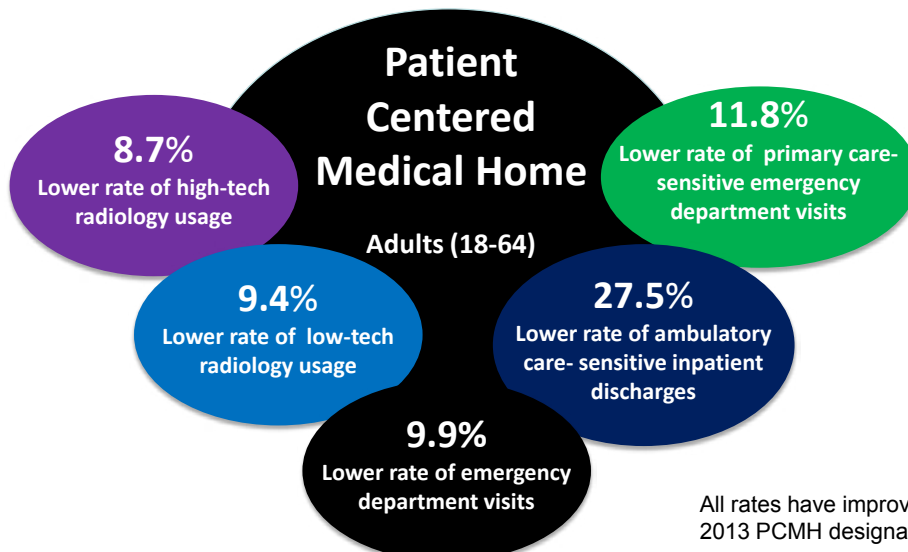 Patient
Centered
Medical Home
Adults (18-64)
8.7%
Lower rate of high-tech
radiology usage
11.8%
Lower rate of primary care-
sensitive emergency
department visits
9.4%
Lower rate of low-tech
radiology usage
27.5%
Lower rate of ambulatory
care- sensitive inpatient
discharges
9.9%
Lower rate of emergency
department visits
All rates have
2013 PCMH